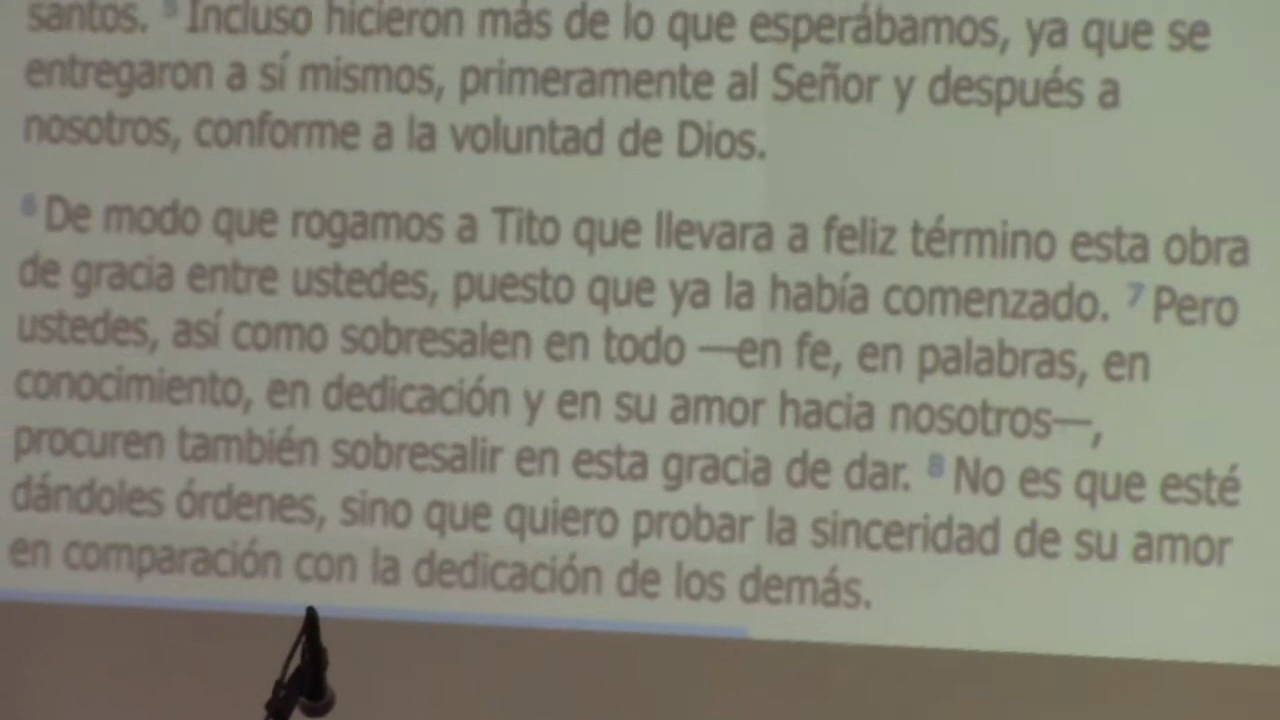 santos. 5 Incluso hicieron más de lo que esperábamos, ya que se
entregaron a sí mismos, primeramente al Señor y después a
nosotros, conforme a la voluntad de Dios.
6 De modo que rogamos a Tito que llevara a feliz término esta obra
de gracia entre ustedes, puesto que ya la había comenzado. 7 Pero
ustedes, así como sobresalen en todo —en fe, en palabras, en
conocimiento, en dedicación y en su amor hacia nosotros—,
procuren también sobresalir en esta gracia de dar. 8 No es que esté
dándoles órdenes, sino que quiero probar la sinceridad de su amor
en comparación con la dedicación de los demás.